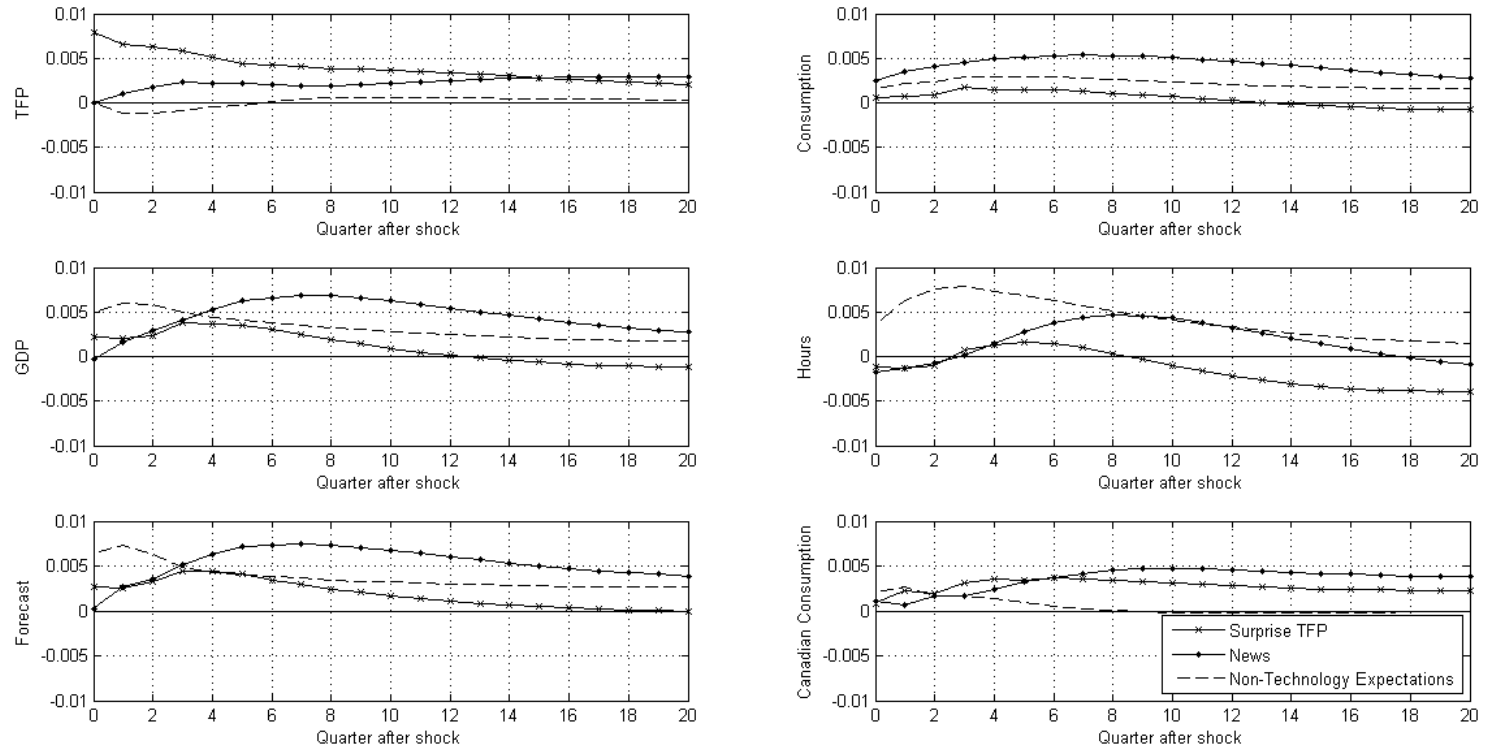 0.01
0.005
0
-0.005
-0.01
TFP
0 2 4 6 8 10 12 14 16 18 20
Quarter after shock
0.01
0.005
0
-0.005
-0.01
Consumption
0 2 4 6 8 10 12 14 16 18 20
Quarter after shock
0.01
0.005
0
-0.005
-0.01
GDP
0 2 4 6 8 10 12 14 16 18 20
Quarter after shock
0.01
0.005
0
-0.005
-0.01
Hours
0 2 4 6 8 10 12 14 16 18 20
Quarter after shock
0.01
0.005
0
-0.005
-0.01
Forecast
0 2 4 6 8 10 12 14 16 18 20
Quarter after shock
0.01
0.005
0
-0.005
-0.01
Canadian Consumption
Surprise TFP
News
Non-Technology Expectations
0 2 4 6 8 10 12 14 16 18 20
Quarter after shock